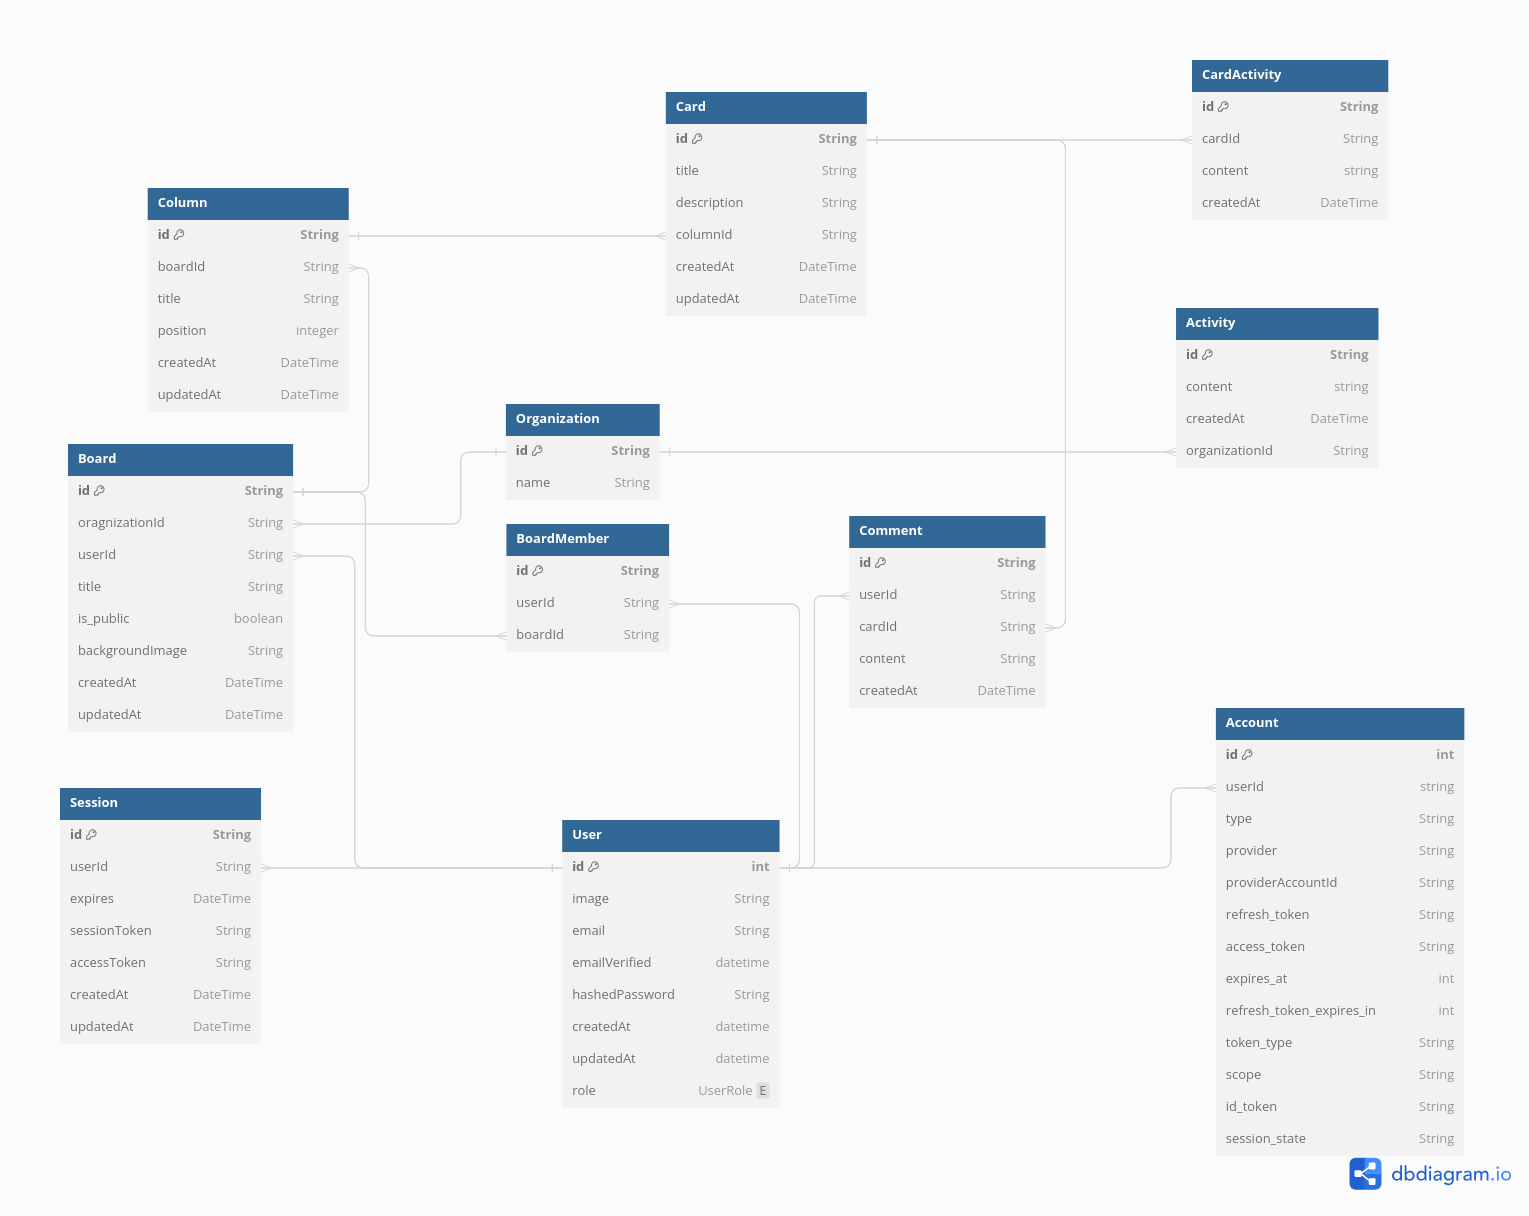 CardActivity
id String
cardId String
content string
createdAt DateTime
Card
id String
title String
description String
columnId String
createdAt DateTime
updatedAt DateTime
Column
id String
boardId String
title String
position integer
createdAt DateTime
updatedAt DateTime
Activity
id String
content string
createdAt DateTime
organizationId String
Organization
id String
name String
Board
id String
oragnizationId String
userId String
title String
is_public boolean
backgroundImage String
createdAt DateTime
updatedAt DateTime
BoardMember
id String
userId String
boardId String
Comment
id String
userId String
cardId String
content String
createdAt DateTime
Account
id int
userId string
type String
provider String
providerAccountId String
refresh_token String
access_token String
expires_at int
refresh_token_expires_in int
token_type String
scope String
id_token String
session_state String
Session
id String
userId String
expires DateTime
sessionToken String
accessToken String
createdAt DateTime
updatedAt DateTime
User
id int
image String
email String
emailVerified datetime
hashedPassword String
createdAt datetime
updatedAt datetime
role UserRole E
dbdiagram.io